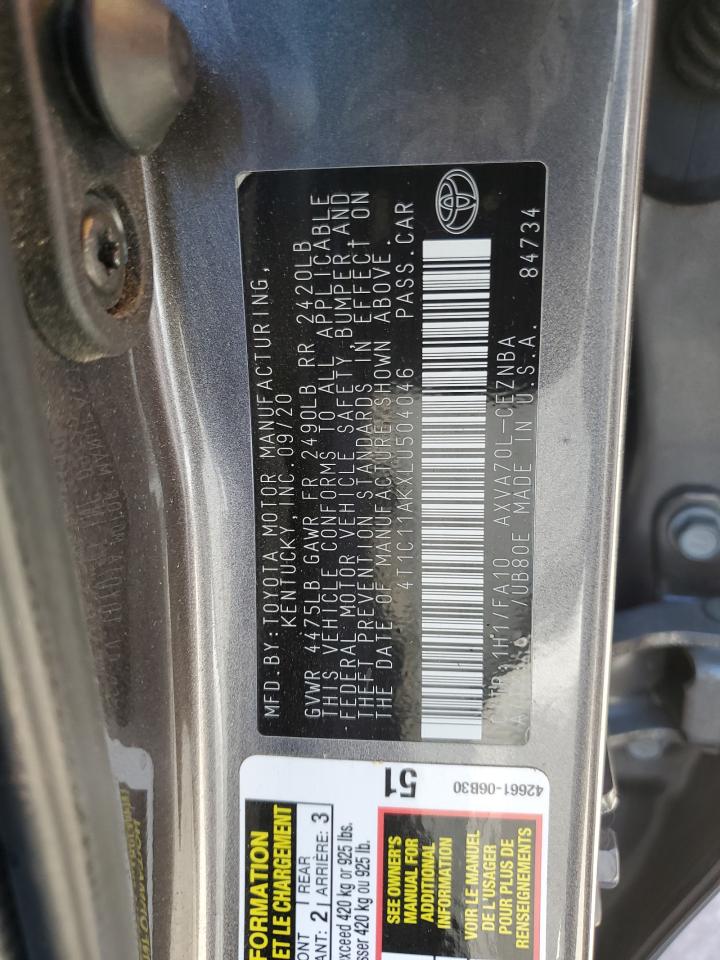 MFD.BY:TOYOTA MOTOR MANUFACTURING,
KENTUCKY, INC. 09/20
GVWR 4475LB GAWR FR 2490LB RR 2420LB
THIS VEHICLE CONFORMS TO ALL APPLICABLE
FEDERAL MOTOR VEHICLE SAFETY, BUMPER, AND
THEFT PREVENTION STANDARDS IN EFFECT ON
THE DATE OF MANUFACTURE SHOWN ABOVE.
4T1C11AKXLU504046 PASS.CAR
1H1/FA10 AXVA70L-CEZNBA
/UB80E MADE IN U.S.A. 84734
51
42661-06B30
FORMATION
ET LE CHARGEMENT
ONT 2 REAR 3
ANT: ARRIÈRE:
exceed 420 kg or 925 lbs.
sser 420 kg ou 925 lb.
SEE OWNER'S
MANUAL FOR
ADDITIONAL
INFORMATION
VOIR LE MANUEL
DE L'USAGER
POUR PLUS DE
RENSEIGNEMENTS